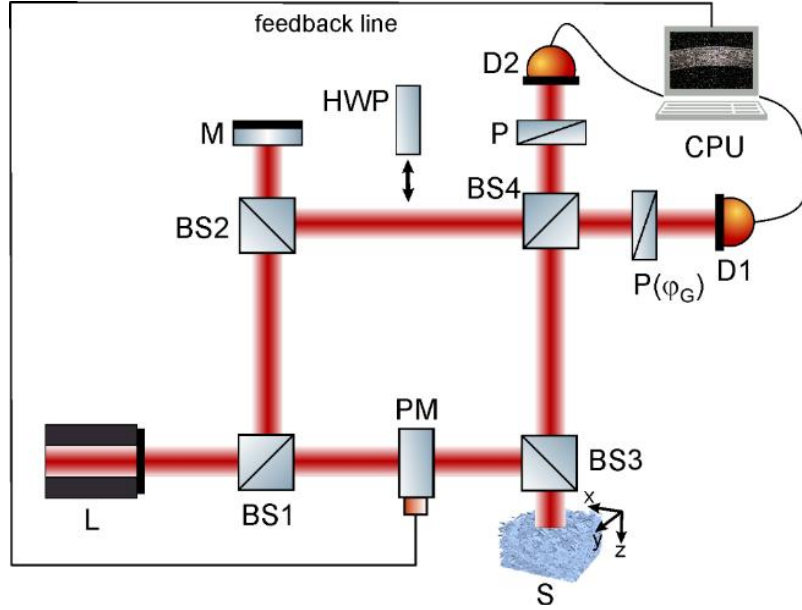 feedback line
D2
HWP
M
P
CPU
BS4
BS2
D1
P(φG)
PM
BS3
L
BS1
x
y
z
S